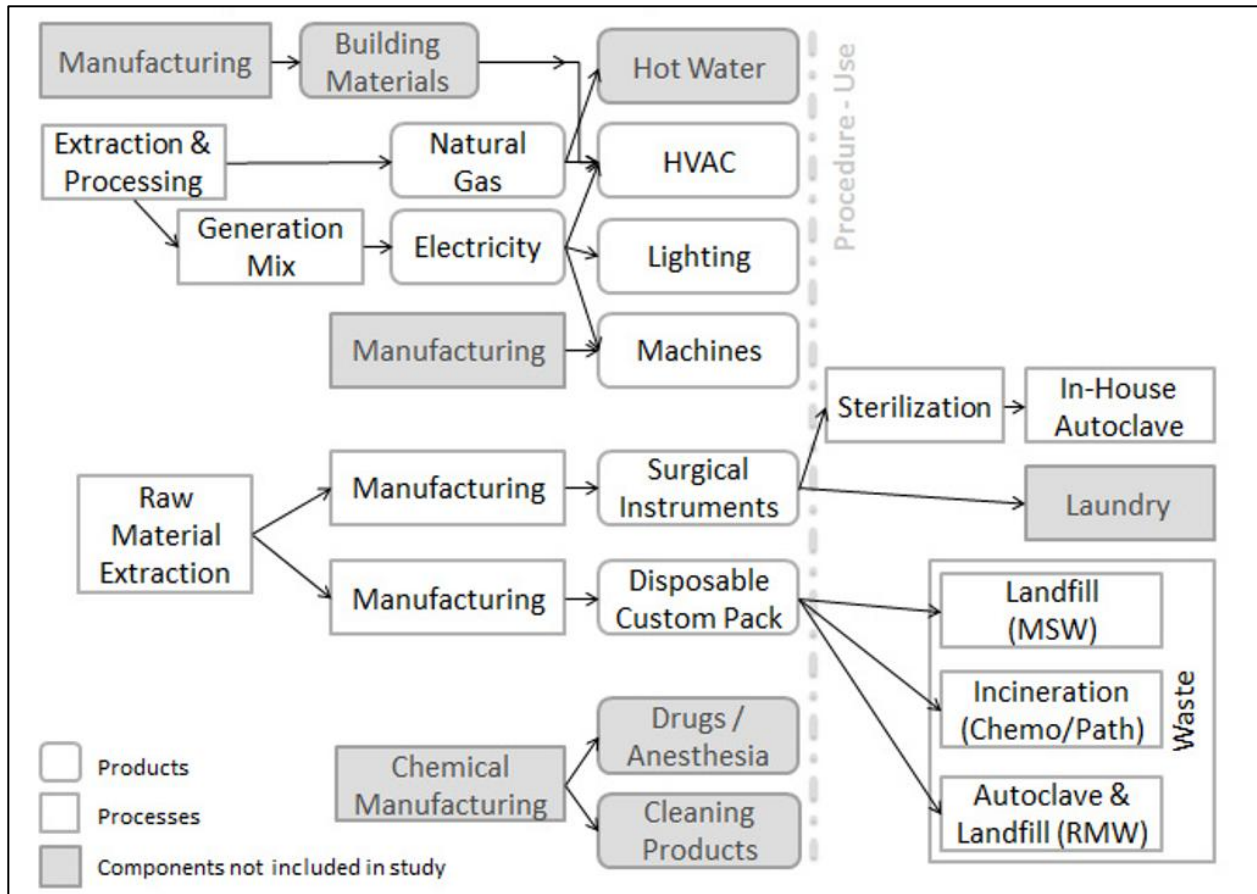 Manufacturing
Building
Materials
Hot Water
Extraction &
Processing
Natural
Gas
HVAC
Generation
Mix
Electricity
Lighting
Manufacturing
Machines
Procedure - Use
Sterilization
In-House
Autoclave
Raw
Material
Extraction
Manufacturing
Surgical
Instruments
Laundry
Manufacturing
Disposable
Custom Pack
Landfill
(MSW)
Incineration
(Chemo/Path)
Autoclave &
Landfill (RMW)
Waste
Chemical
Manufacturing
Drugs /
Anesthesia
Cleaning
Products
Products
Processes
Components not included in study